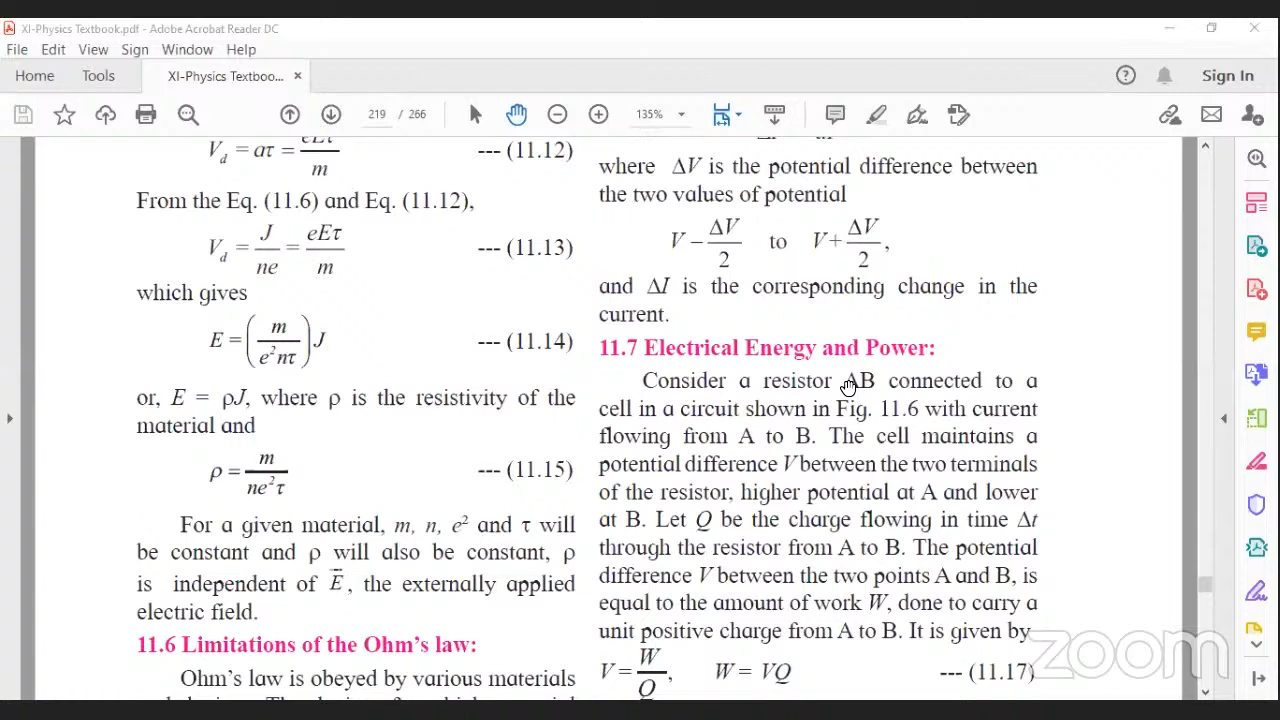 XI-Physics Textbook.pdf - Adobe Acrobat Reader DC
File Edit View Sign Window Help
Home Tools XI-Physics Textboo... × Sign In
219 / 266 135%
V_d = aτ = eEτ / m --- (11.12)
From the Eq. (11.6) and Eq. (11.12),
V_d = J / ne = eEτ / m --- (11.13)
which gives
E = (m / e²nτ) J --- (11.14)
or, E = ρJ, where ρ is the resistivity of the
material and
ρ = m / ne²τ --- (11.15)
For a given material, m, n, e² and τ will
be constant and ρ will also be constant, ρ
is independent of E̅, the externally applied
electric field.
11.6 Limitations of the Ohm's law:
Ohm's law is obeyed by various materials
where ΔV is the potential difference between
the two values of potential
V − ΔV / 2 to V + ΔV / 2,
and ΔI is the corresponding change in the
current.
11.7 Electrical Energy and Power:
Consider a resistor AB connected to a
cell in a circuit shown in Fig. 11.6 with current
flowing from A to B. The cell maintains a
potential difference V between the two terminals
of the resistor, higher potential at A and lower
at B. Let Q be the charge flowing in time Δt
through the resistor from A to B. The potential
difference V between the two points A and B, is
equal to the amount of work W, done to carry a
unit positive charge from A to B. It is given by
V = W / Q, W = VQ --- (11.17)
zoom